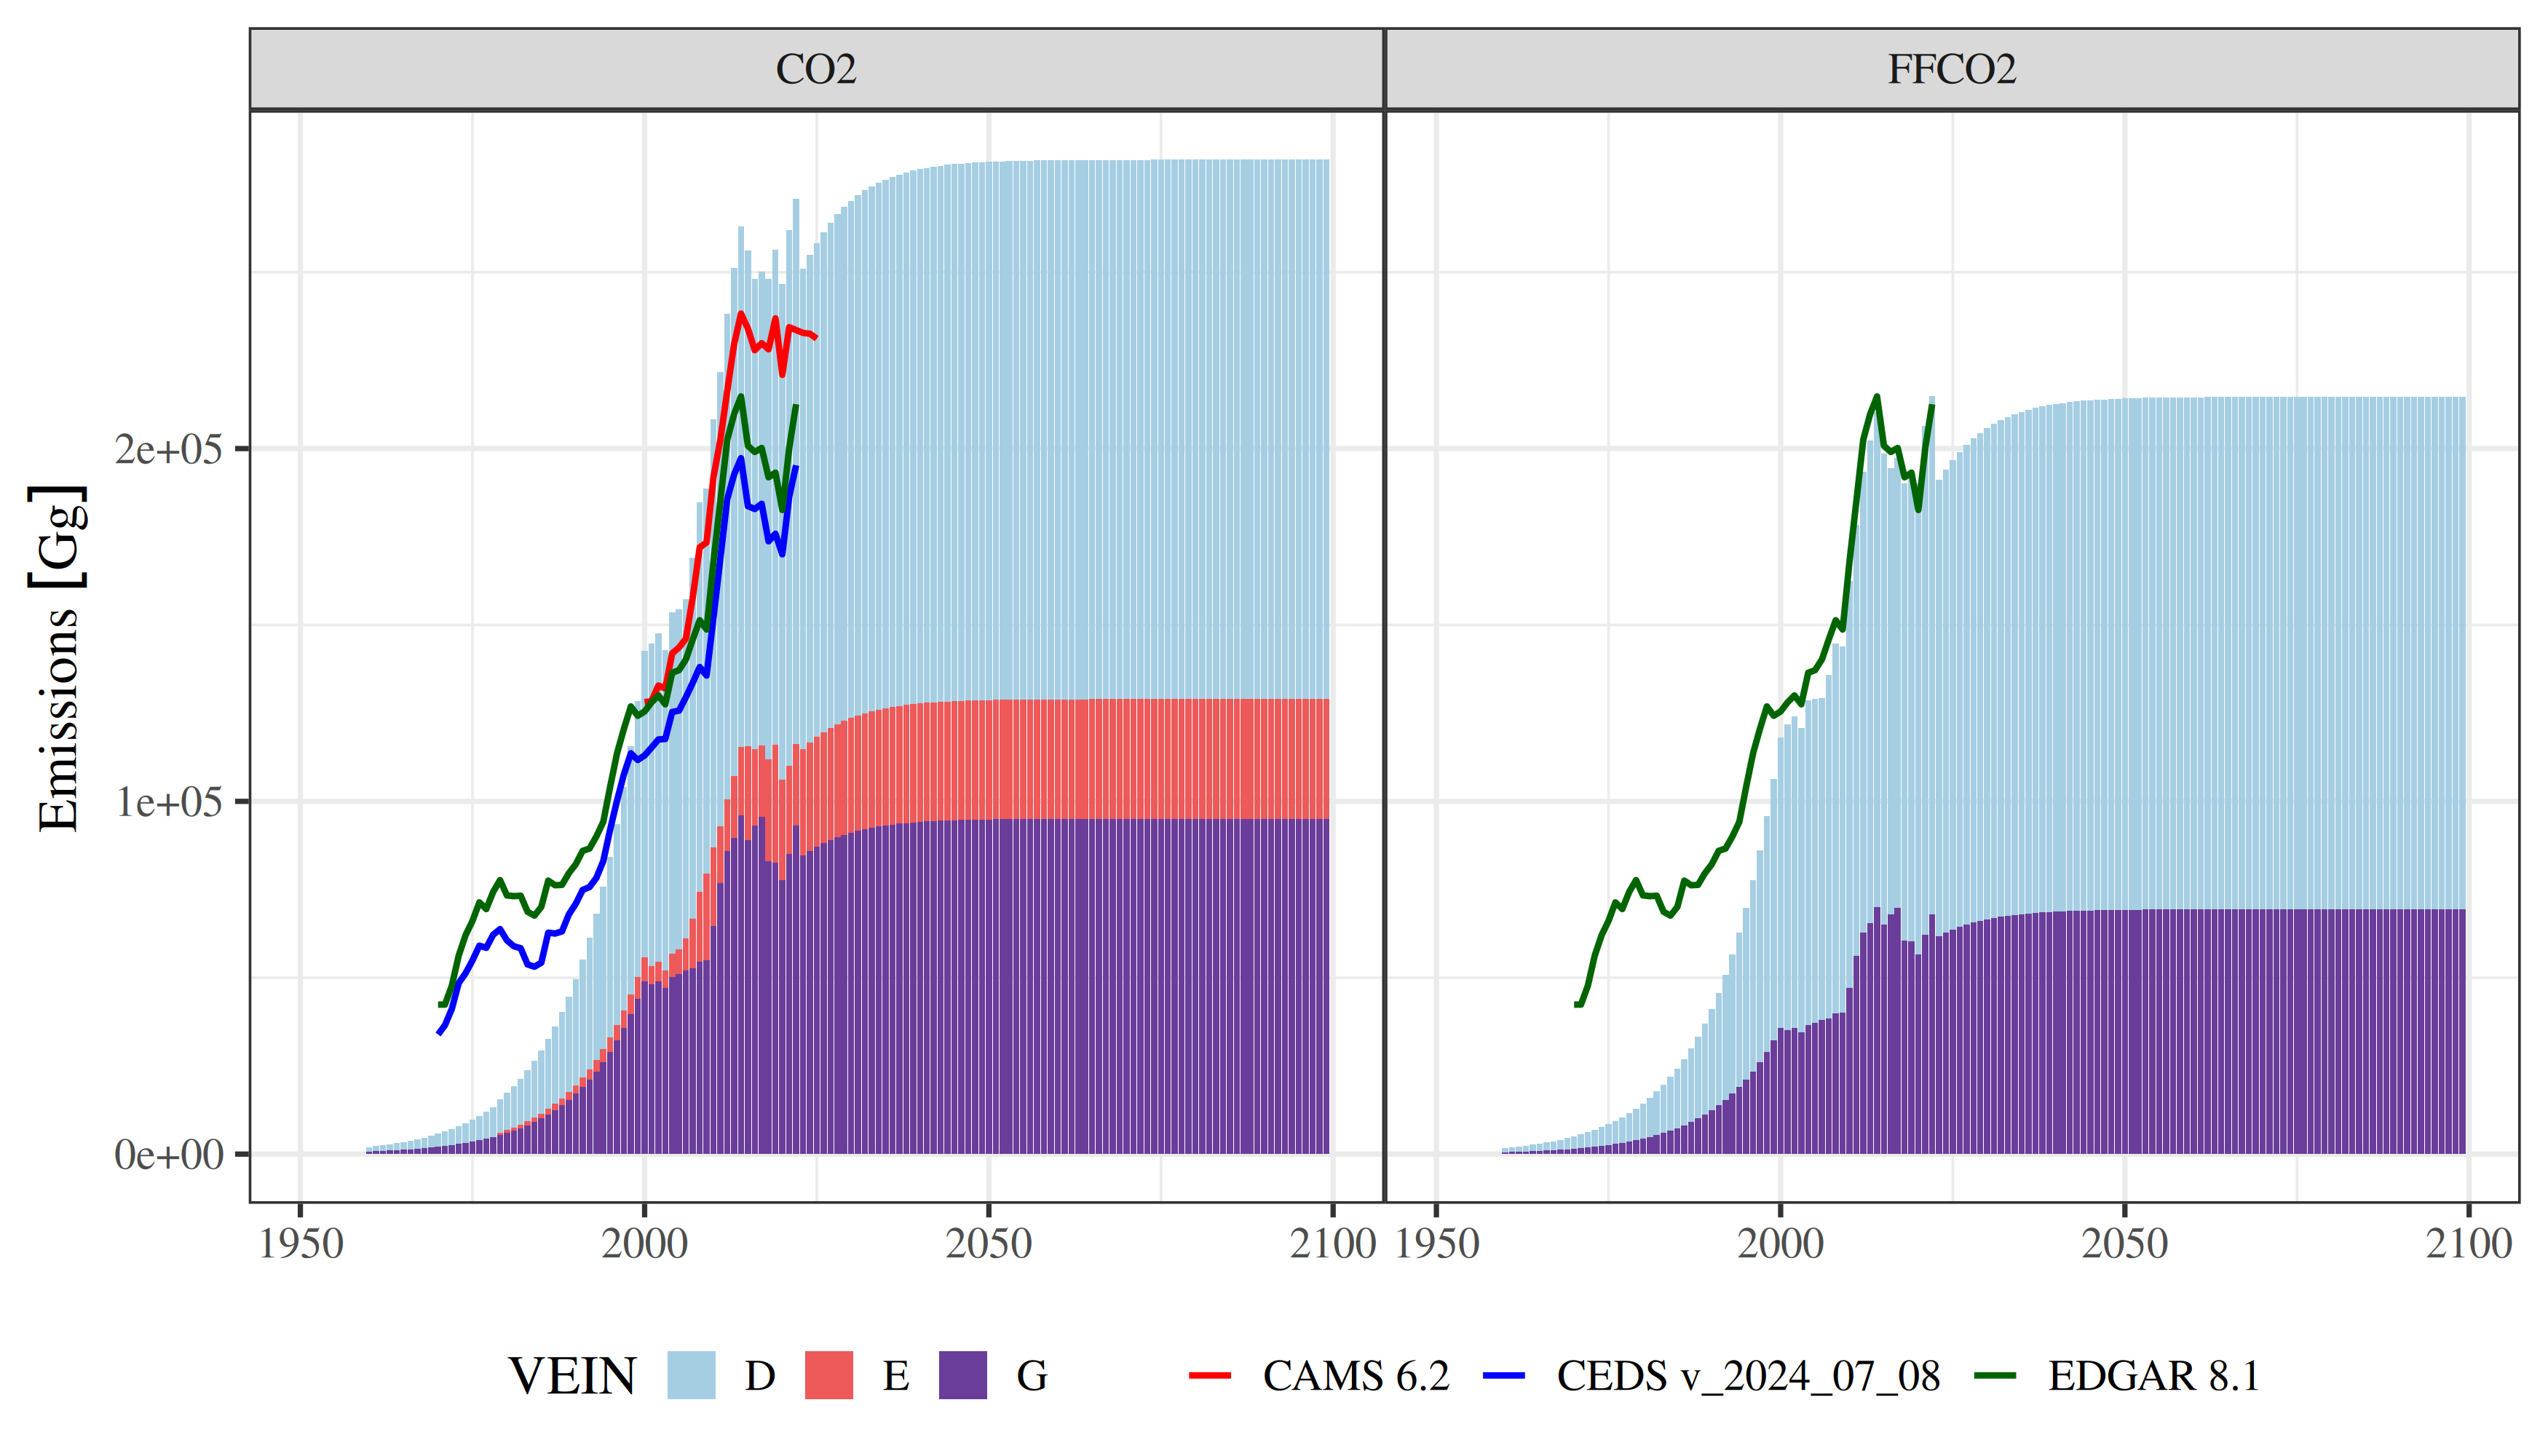 CO2 FFCO2
Emissions [Gg]
2e+05
1e+05
0e+00
1950 2000 2050 2100 1950 2000 2050 2100
VEIN D E G CAMS 6.2 CEDS v_2024_07_08 EDGAR 8.1